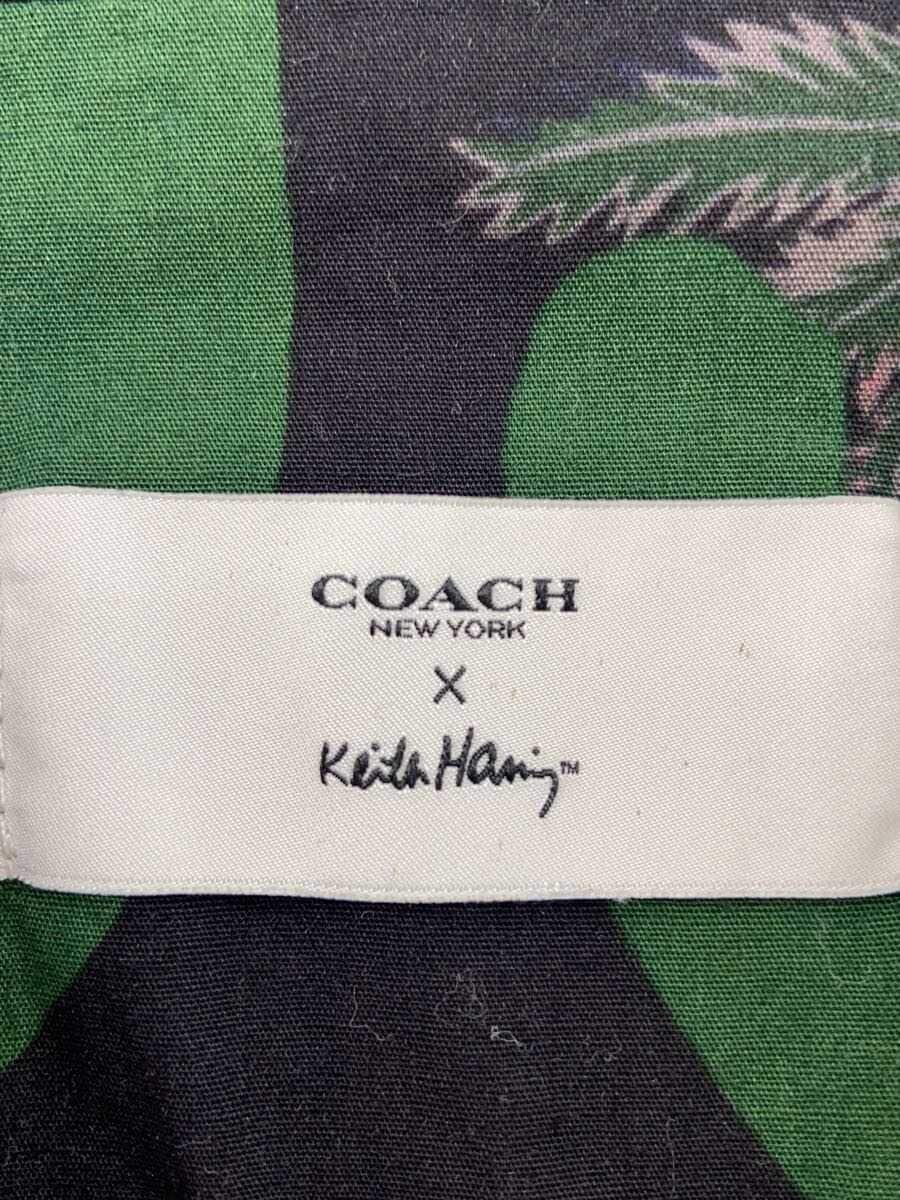 COACH
NEW YORK
X
Keith Haring™